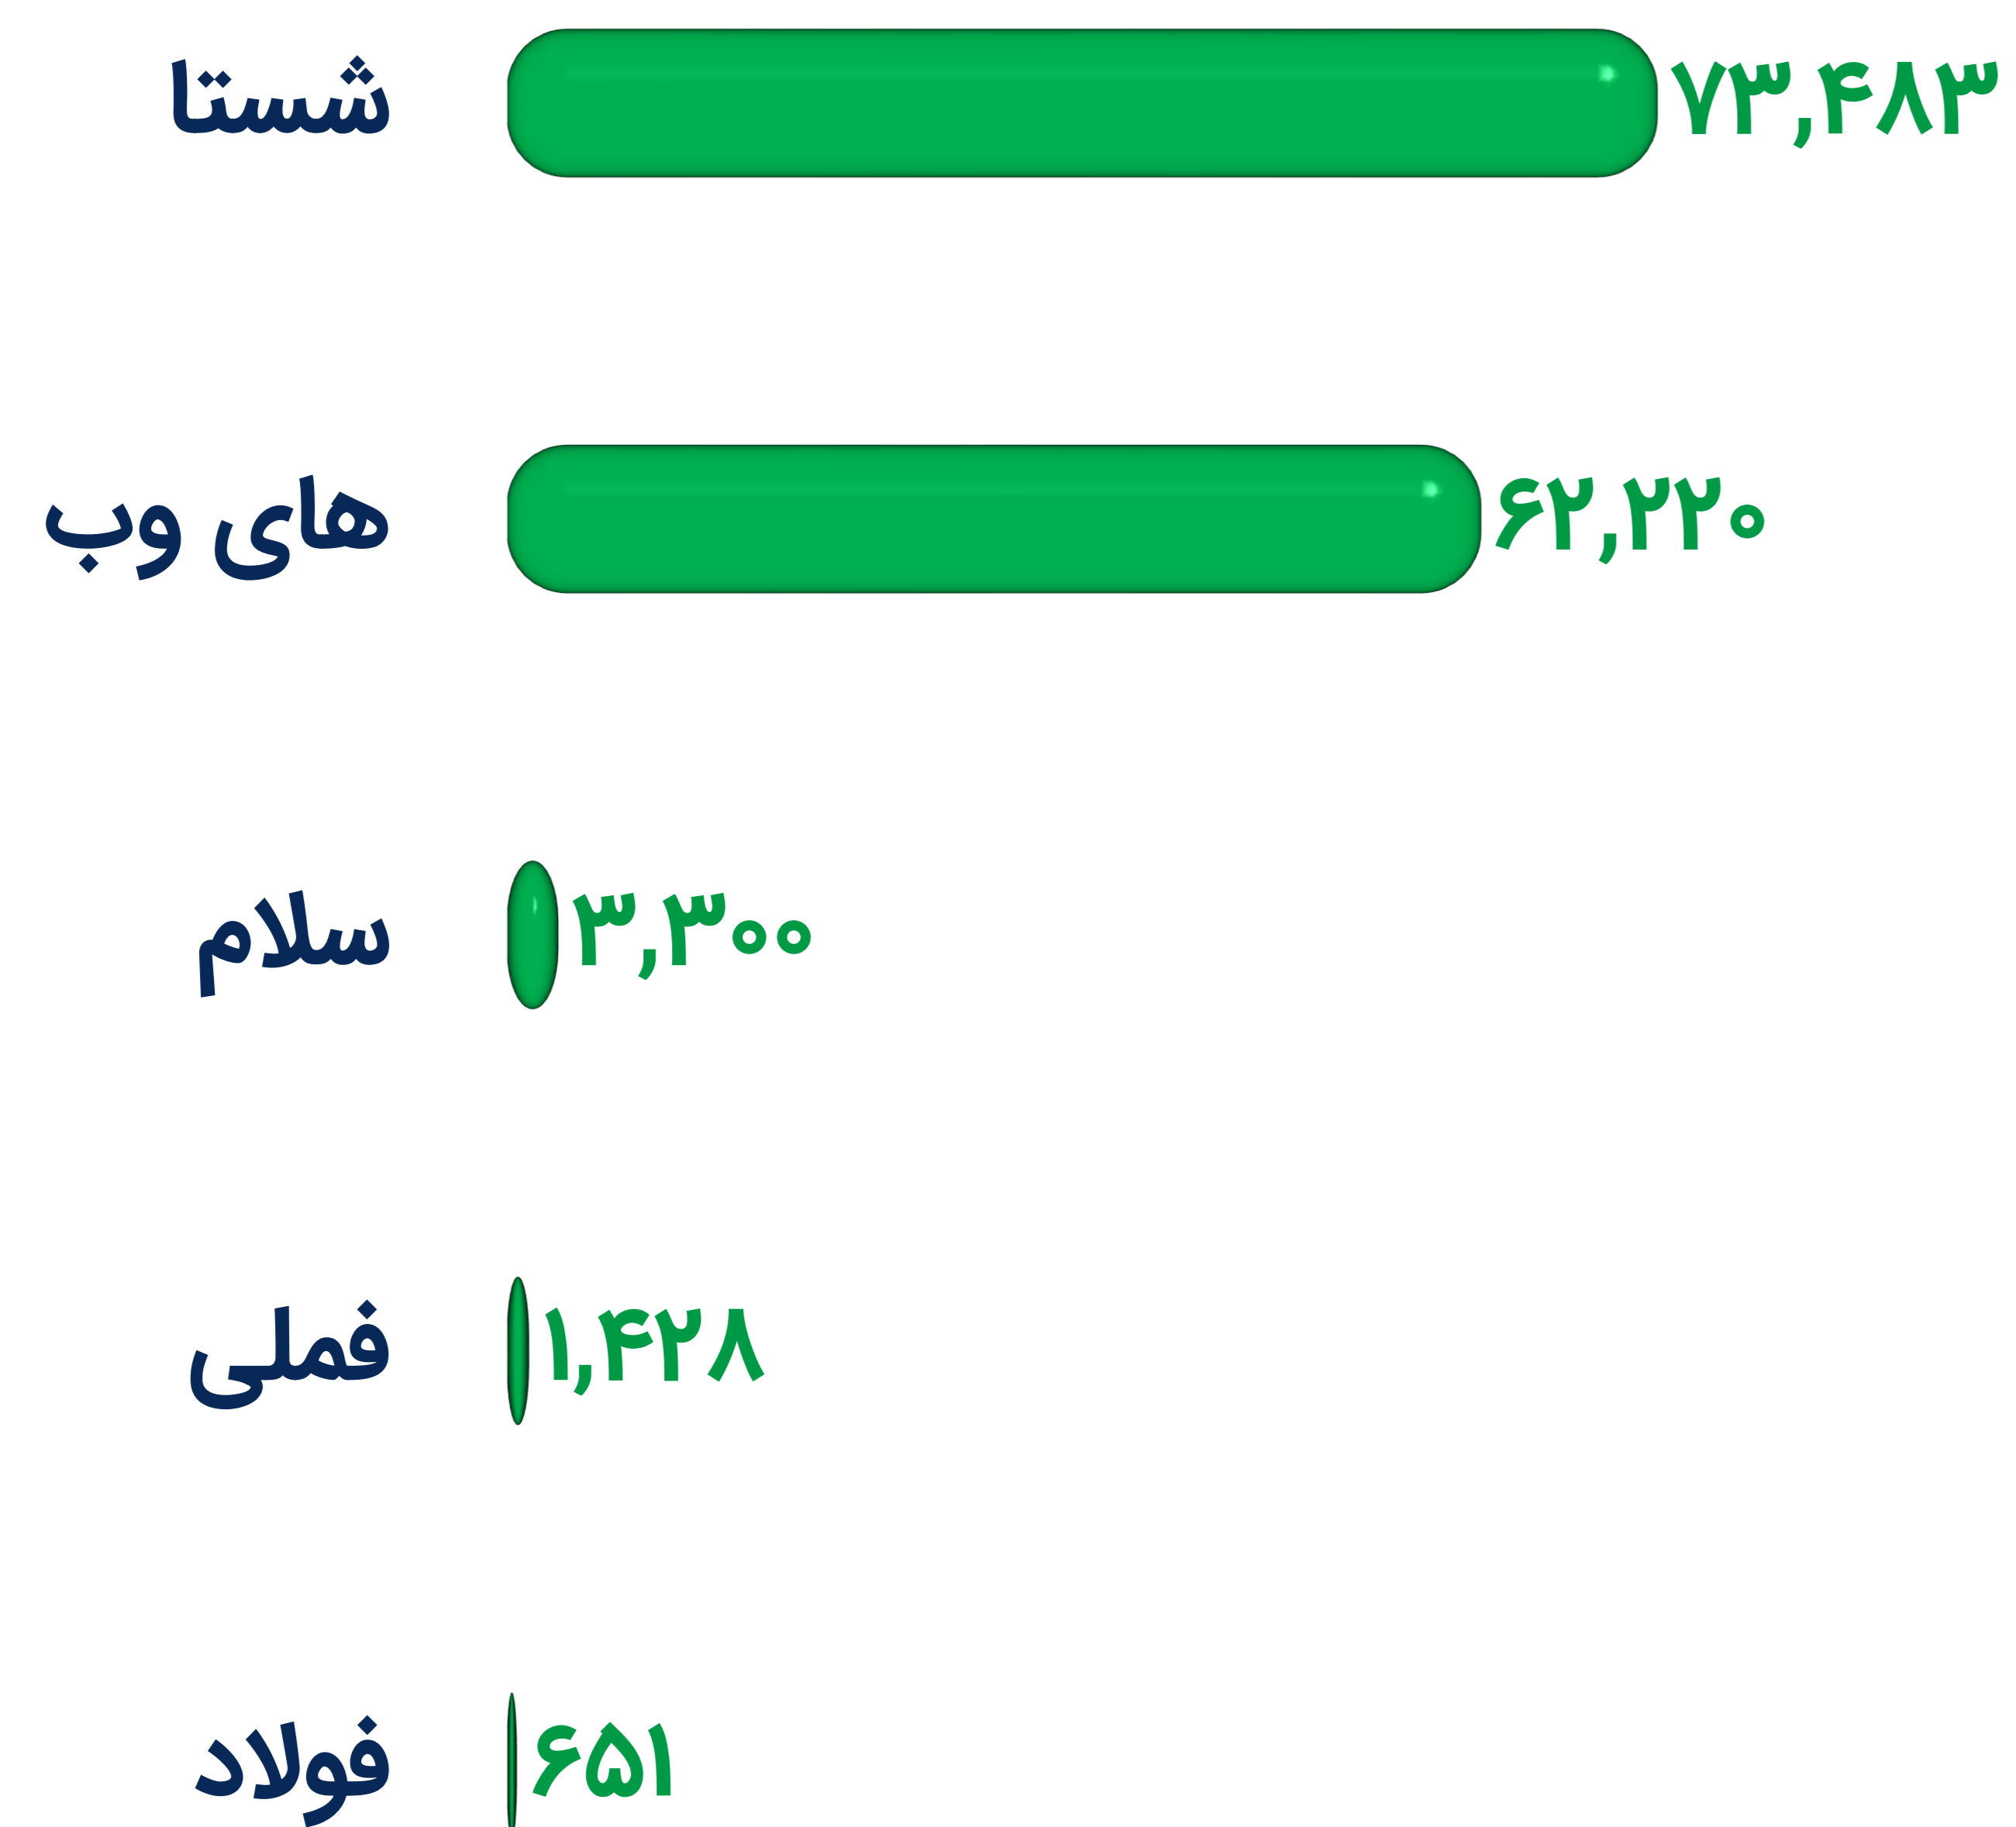 شستا ۷۳,۴۸۳
های وب ۶۲,۲۲۰
سلام ۳,۳۰۰
فملی ۱,۴۲۸
فولاد ۶۵۱